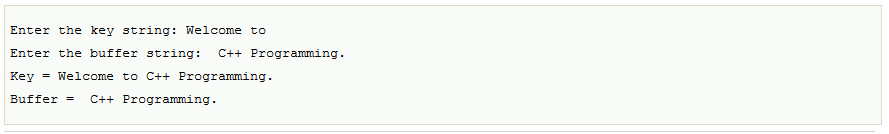 Enter the key string: Welcome to
Enter the buffer string:  C++ Programming.
Key = Welcome to C++ Programming.
Buffer =  C++ Programming.